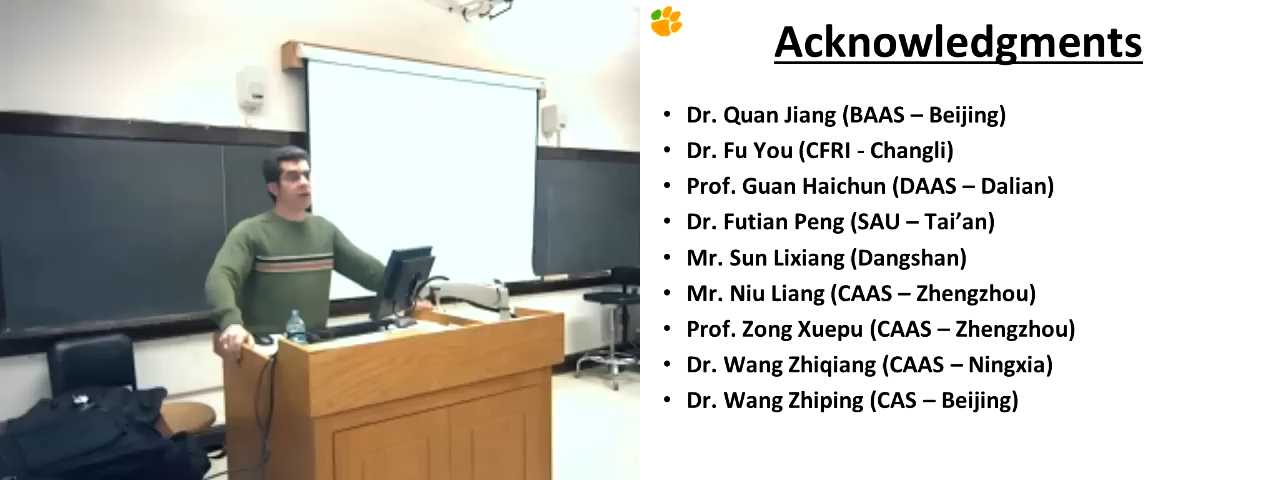 Acknowledgments
• Dr. Quan Jiang (BAAS – Beijing)
• Dr. Fu You (CFRI - Changli)
• Prof. Guan Haichun (DAAS – Dalian)
• Dr. Futian Peng (SAU – Tai’an)
• Mr. Sun Lixiang (Dangshan)
• Mr. Niu Liang (CAAS – Zhengzhou)
• Prof. Zong Xuepu (CAAS – Zhengzhou)
• Dr. Wang Zhiqiang (CAAS – Ningxia)
• Dr. Wang Zhiping (CAS – Beijing)